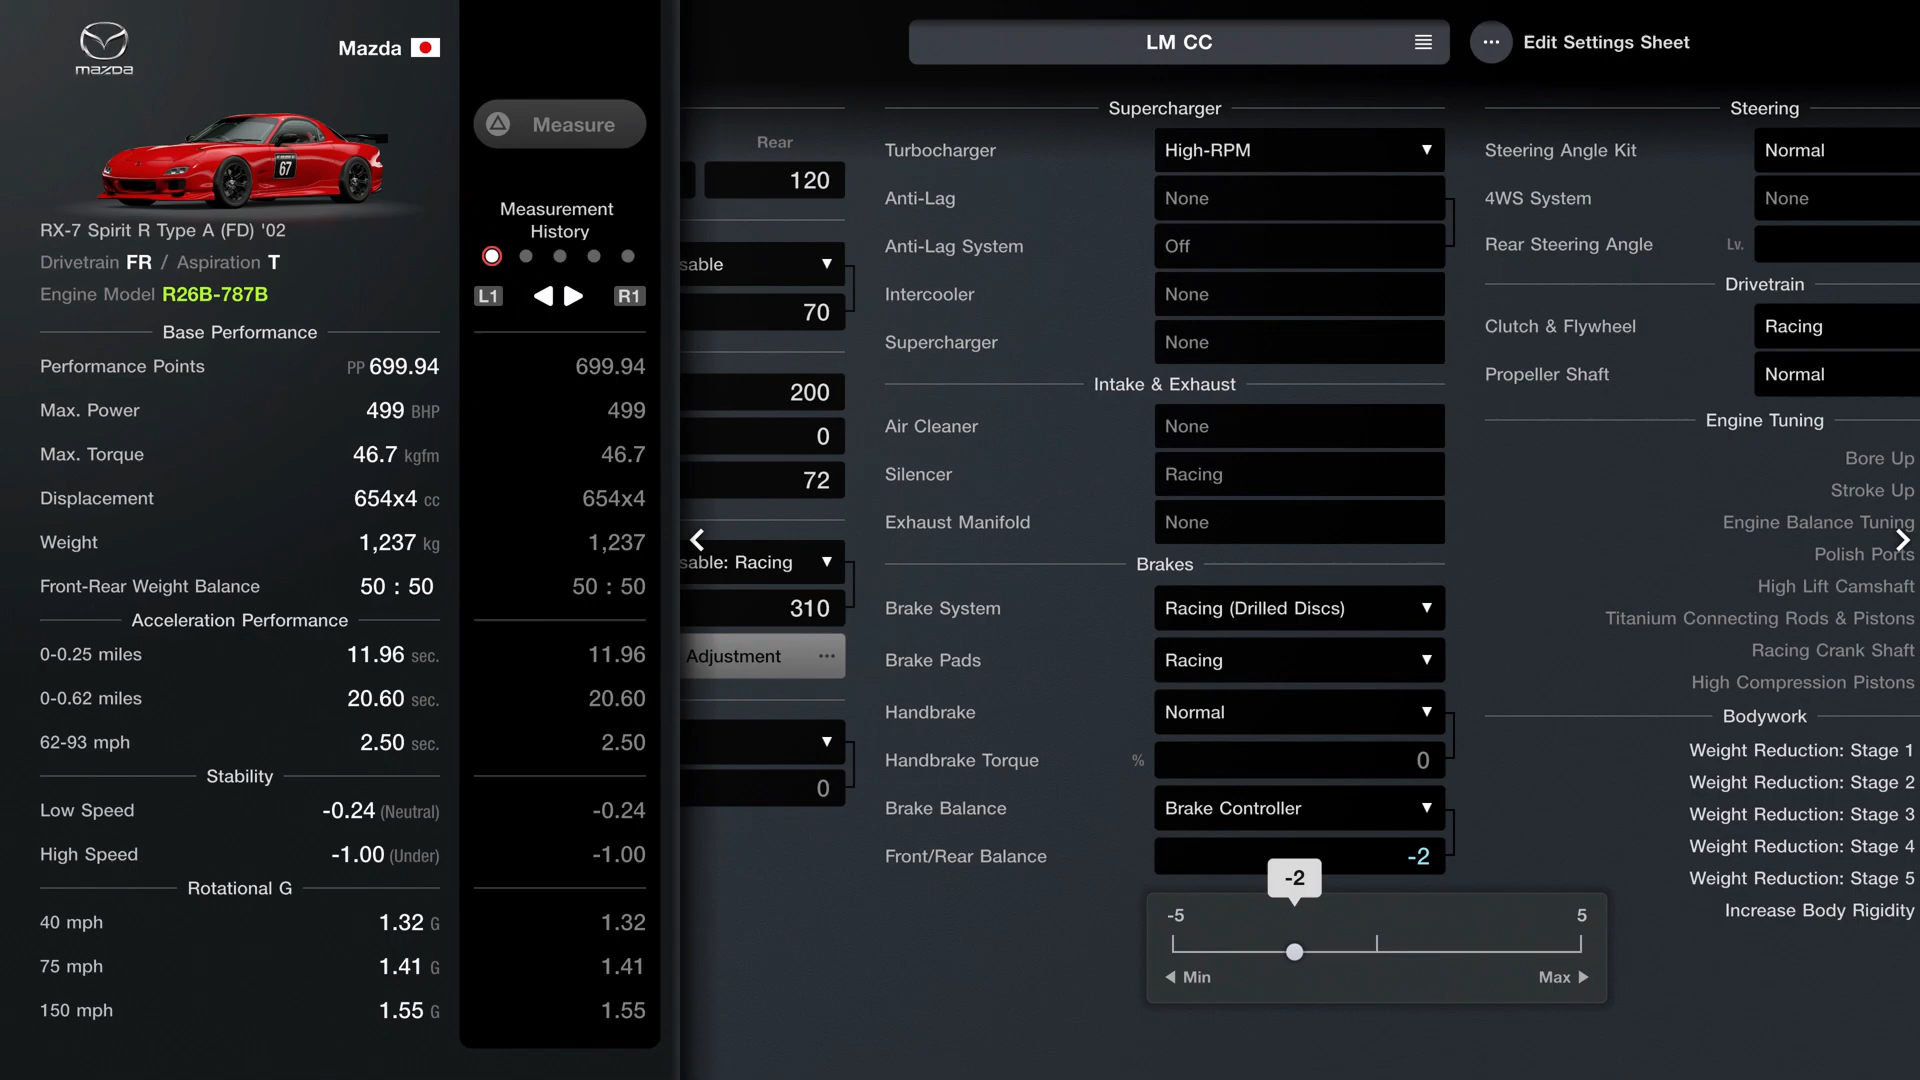 mazda
Mazda
67
RX-7 Spirit R Type A (FD) '02
Drivetrain FR / Aspiration T
Engine Model R26B-787B
Base Performance
Performance Points PP 699.94
Max. Power 499 BHP
Max. Torque 46.7 kgfm
Displacement 654x4 cc
Weight 1,237 kg
Front-Rear Weight Balance 50 : 50
Acceleration Performance
0-0.25 miles 11.96 sec.
0-0.62 miles 20.60 sec.
62-93 mph 2.50 sec.
Stability
Low Speed -0.24 (Neutral)
High Speed -1.00 (Under)
Rotational G
40 mph 1.32 G
75 mph 1.41 G
150 mph 1.55 G
Measure
Measurement
History
L1 R1
699.94
499
46.7
654x4
1,237
50 : 50
11.96
20.60
2.50
-0.24
-1.00
1.32
1.41
1.55
Rear
120
sable
70
200
0
72
sable: Racing
310
Adjustment ...
0
LM CC
... Edit Settings Sheet
Supercharger
Turbocharger High-RPM
Anti-Lag None
Anti-Lag System Off
Intercooler None
Supercharger None
Intake & Exhaust
Air Cleaner None
Silencer Racing
Exhaust Manifold None
Brakes
Brake System Racing (Drilled Discs)
Brake Pads Racing
Handbrake Normal
Handbrake Torque % 0
Brake Balance Brake Controller
Front/Rear Balance -2
-2
-5 5
Min Max
Steering
Steering Angle Kit Normal
4WS System None
Rear Steering Angle Lv.
Drivetrain
Clutch & Flywheel Racing
Propeller Shaft Normal
Engine Tuning
Bore Up
Stroke Up
Engine Balance Tuning
Polish Ports
High Lift Camshaft
Titanium Connecting Rods & Pistons
Racing Crank Shaft
High Compression Pistons
Bodywork
Weight Reduction: Stage 1
Weight Reduction: Stage 2
Weight Reduction: Stage 3
Weight Reduction: Stage 4
Weight Reduction: Stage 5
Increase Body Rigidity